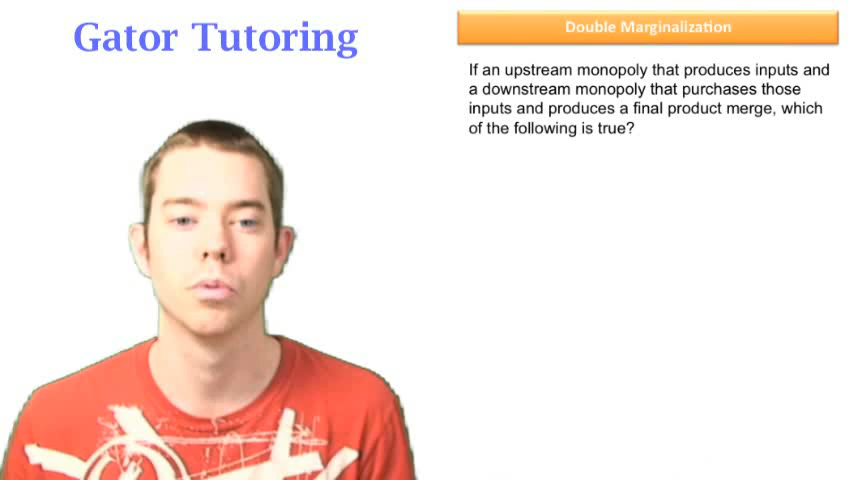 Gator Tutoring
Double Marginalization
If an upstream monopoly that produces inputs and
a downstream monopoly that purchases those
inputs and produces a final product merge, which
of the following is true?